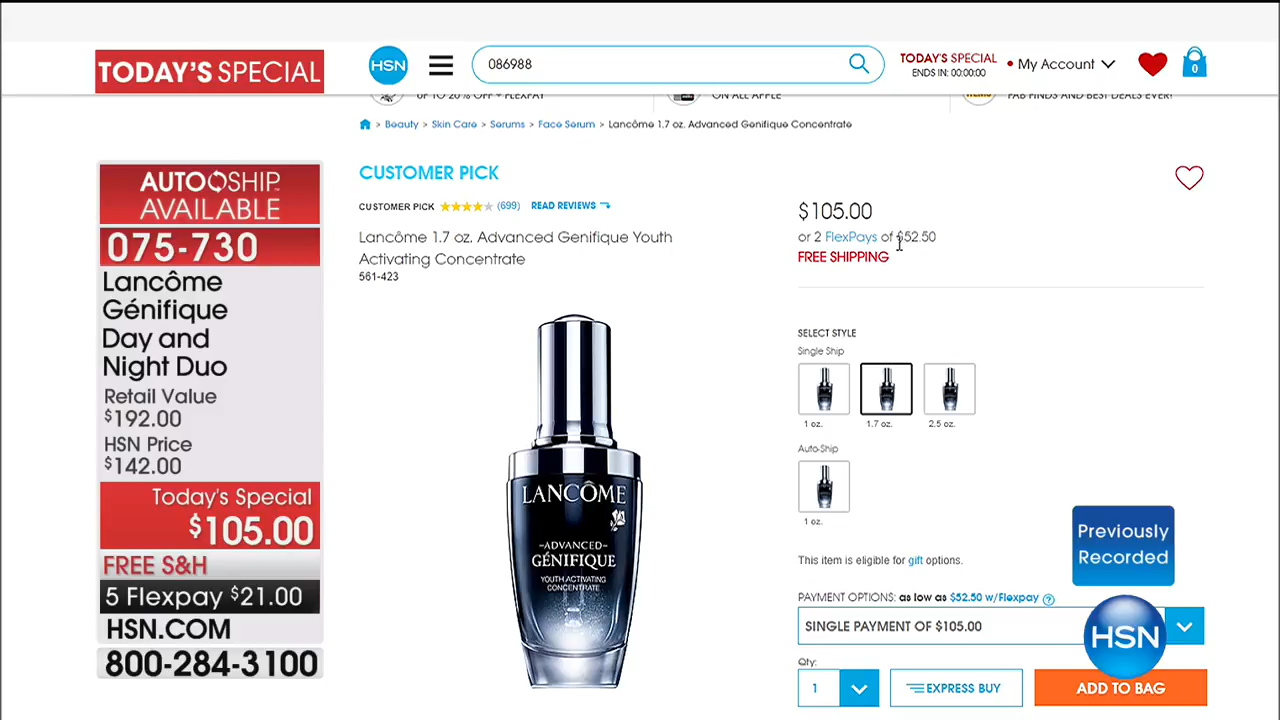 TODAY'S SPECIAL
HSN
086988
TODAY'S SPECIAL
ENDS IN: 00:00:00
My Account
0
UP TO 20% OFF + FLEXPAY
ON ALL APPLE
FAB FINDS AND BEST DEALS EVER!
> Beauty > Skin Care > Serums > Face Serum > Lancôme 1.7 oz. Advanced Genifique Concentrate
AUTOSHIP
AVAILABLE
075-730
Lancôme
Génifique
Day and
Night Duo
Retail Value
$192.00
HSN Price
$142.00
Today's Special
$105.00
FREE S&H
5 Flexpay $21.00
HSN.COM
800-284-3100
CUSTOMER PICK
CUSTOMER PICK (699) READ REVIEWS
Lancôme 1.7 oz. Advanced Genifique Youth
Activating Concentrate
561-423
LANCÔME
-ADVANCED-
GÉNIFIQUE
YOUTH ACTIVATING
CONCENTRATE
$105.00
or 2 FlexPays of $52.50
FREE SHIPPING
SELECT STYLE
Single Ship
1 oz. 1.7 oz. 2.5 oz.
Auto-Ship
1 oz.
This item is eligible for gift options.
Previously
Recorded
PAYMENT OPTIONS: as low as $52.50 w/Flexpay ?
SINGLE PAYMENT OF $105.00
HSN
Qty:
1
EXPRESS BUY
ADD TO BAG